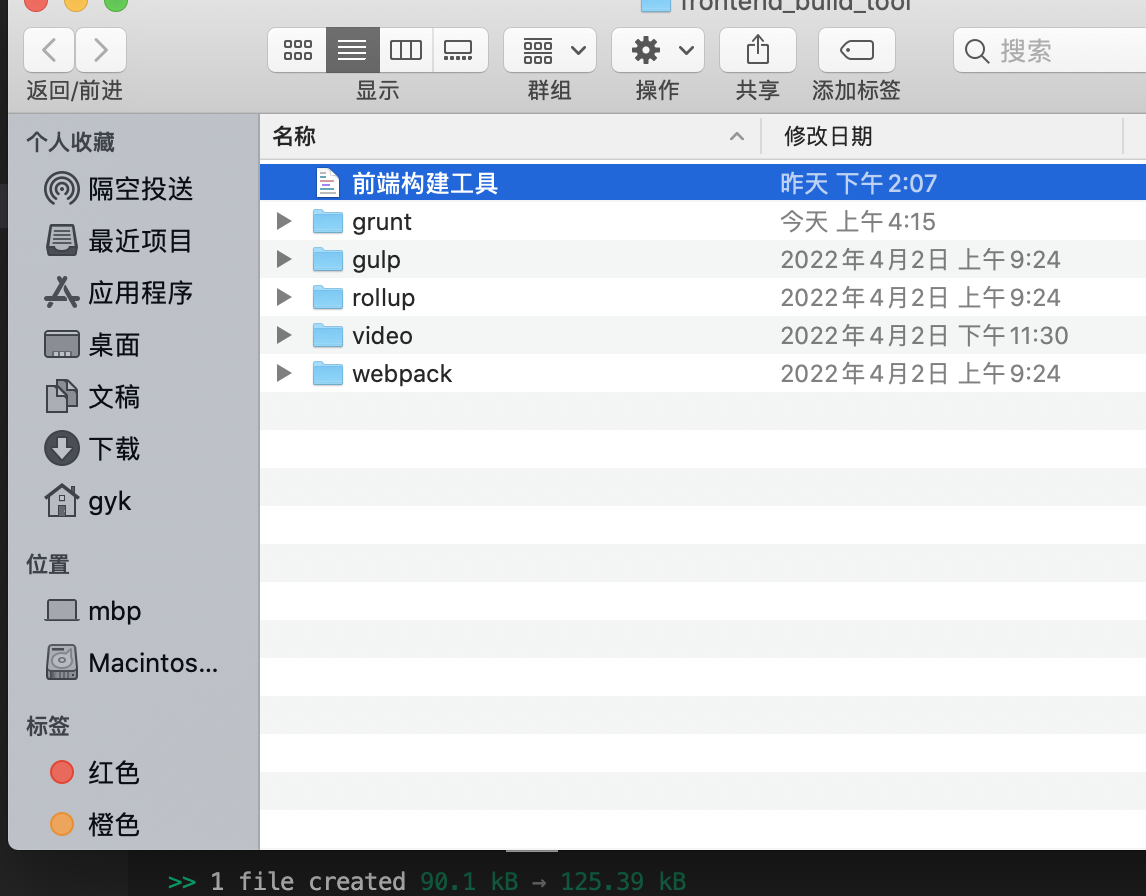 frontend_build_tool
搜索
返回/前进
显示
群组
操作
共享
添加标签
个人收藏
隔空投送
最近项目
应用程序
桌面
文稿
下载
gyk
位置
mbp
Macintos...
标签
红色
橙色
名称 修改日期
前端构建工具 昨天 下午2:07
grunt 今天 上午4:15
gulp 2022年4月2日 上午9:24
rollup 2022年4月2日 上午9:24
video 2022年4月2日 下午11:30
webpack 2022年4月2日 上午9:24
>> 1 file created 90.1 kB → 125.39 kB